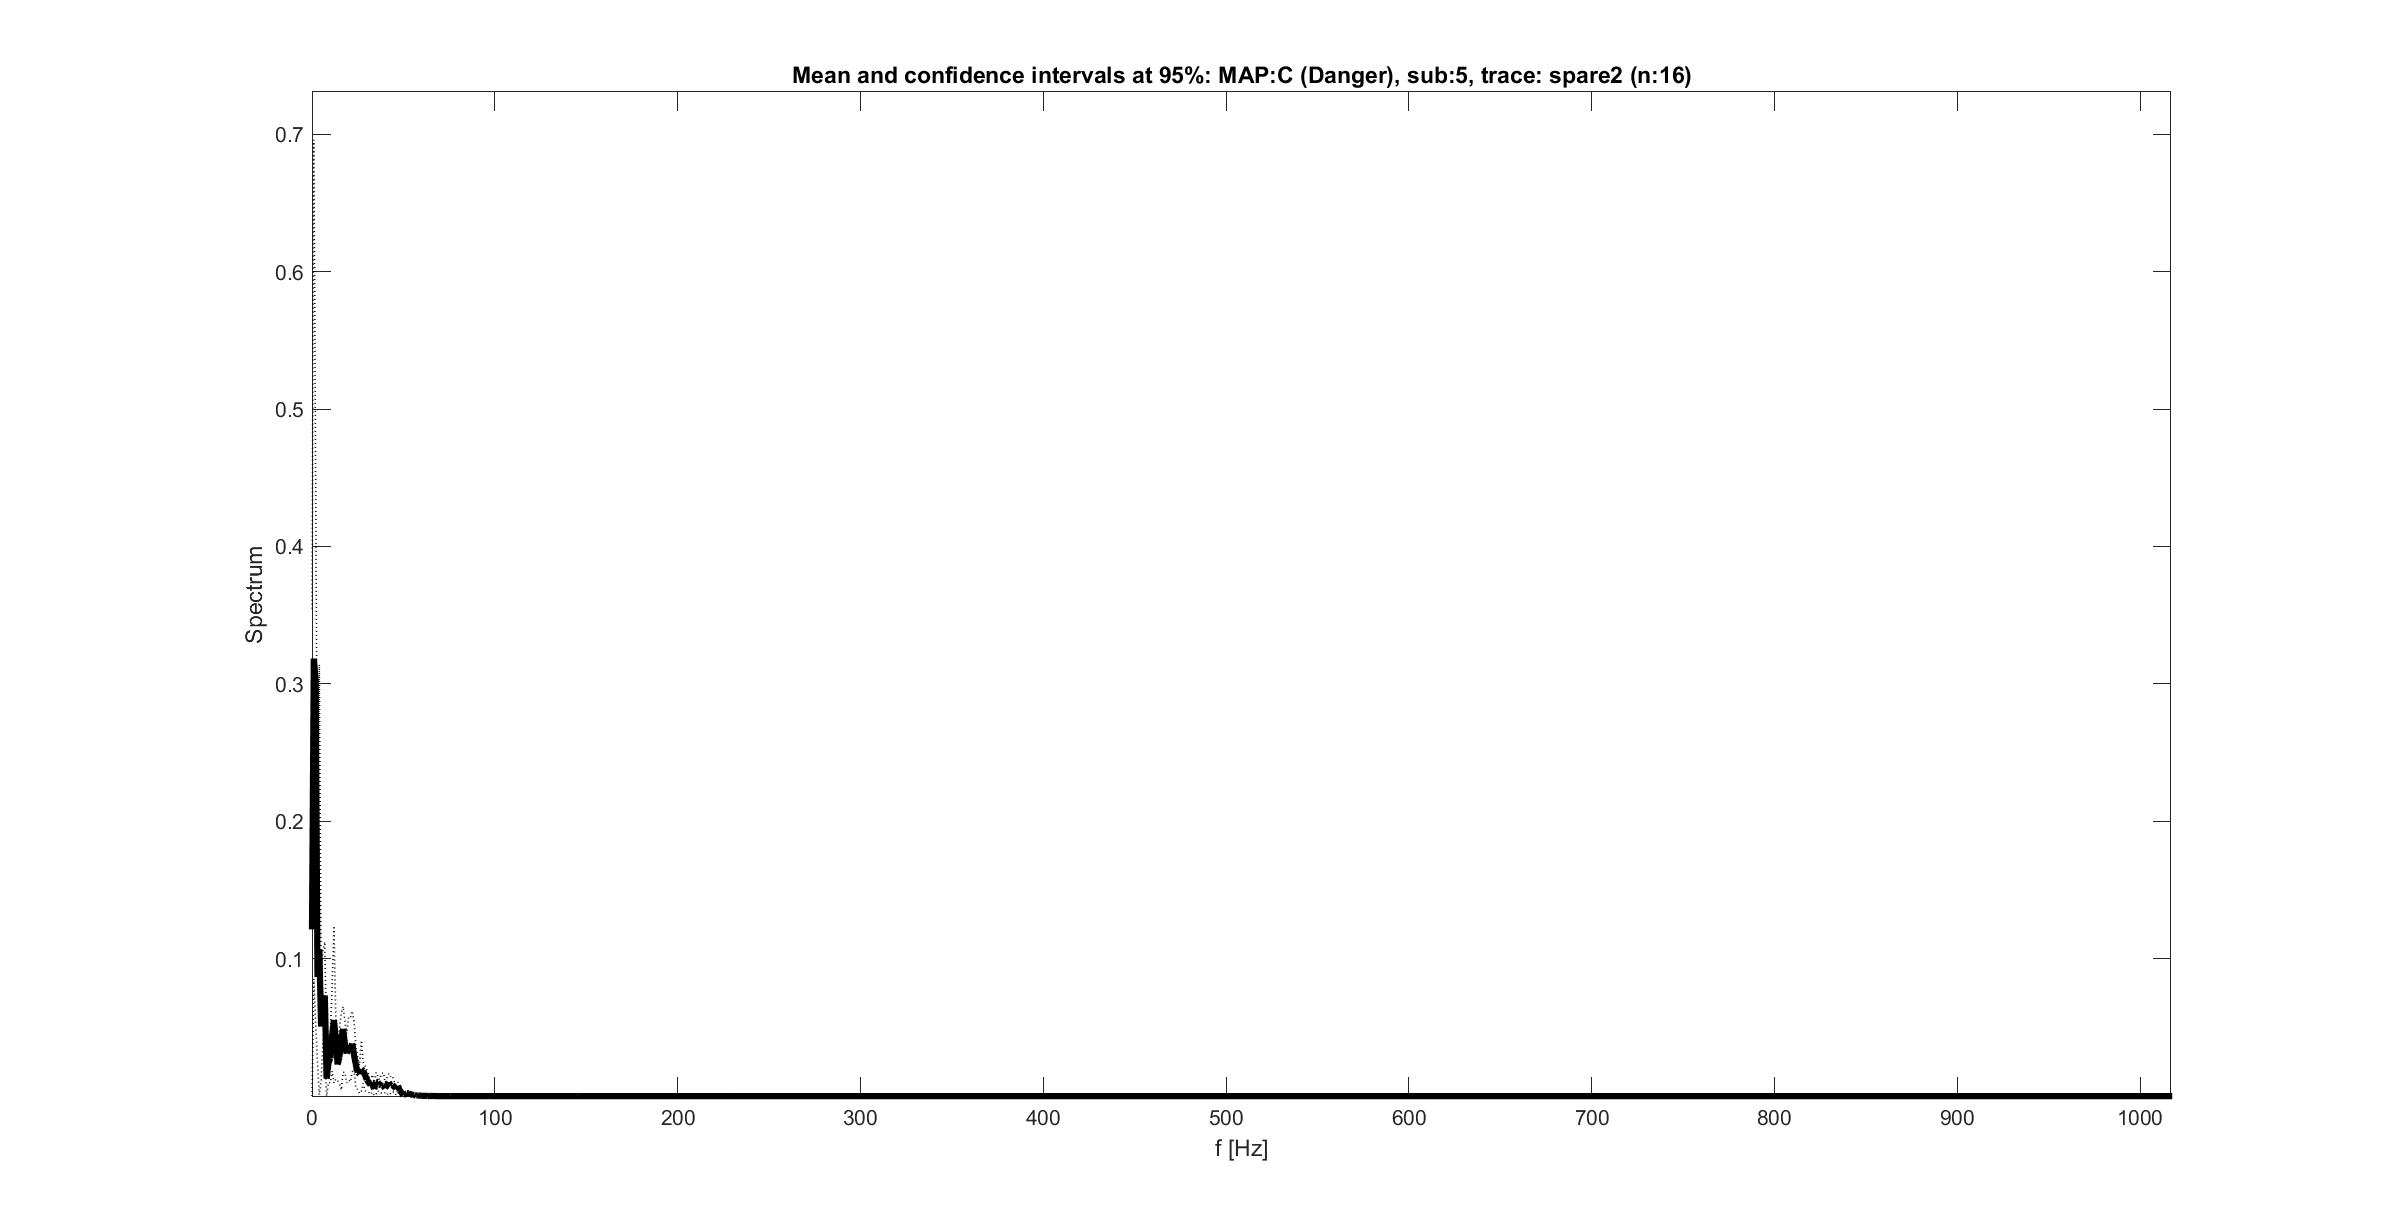 Mean and confidence intervals at 95%: MAP:C (Danger), sub:5, trace: spare2 (n:16)
0.7
0.6
0.5
0.4
0.3
0.2
0.1
Spectrum
0 100 200 300 400 500 600 700 800 900 1000
f [Hz]